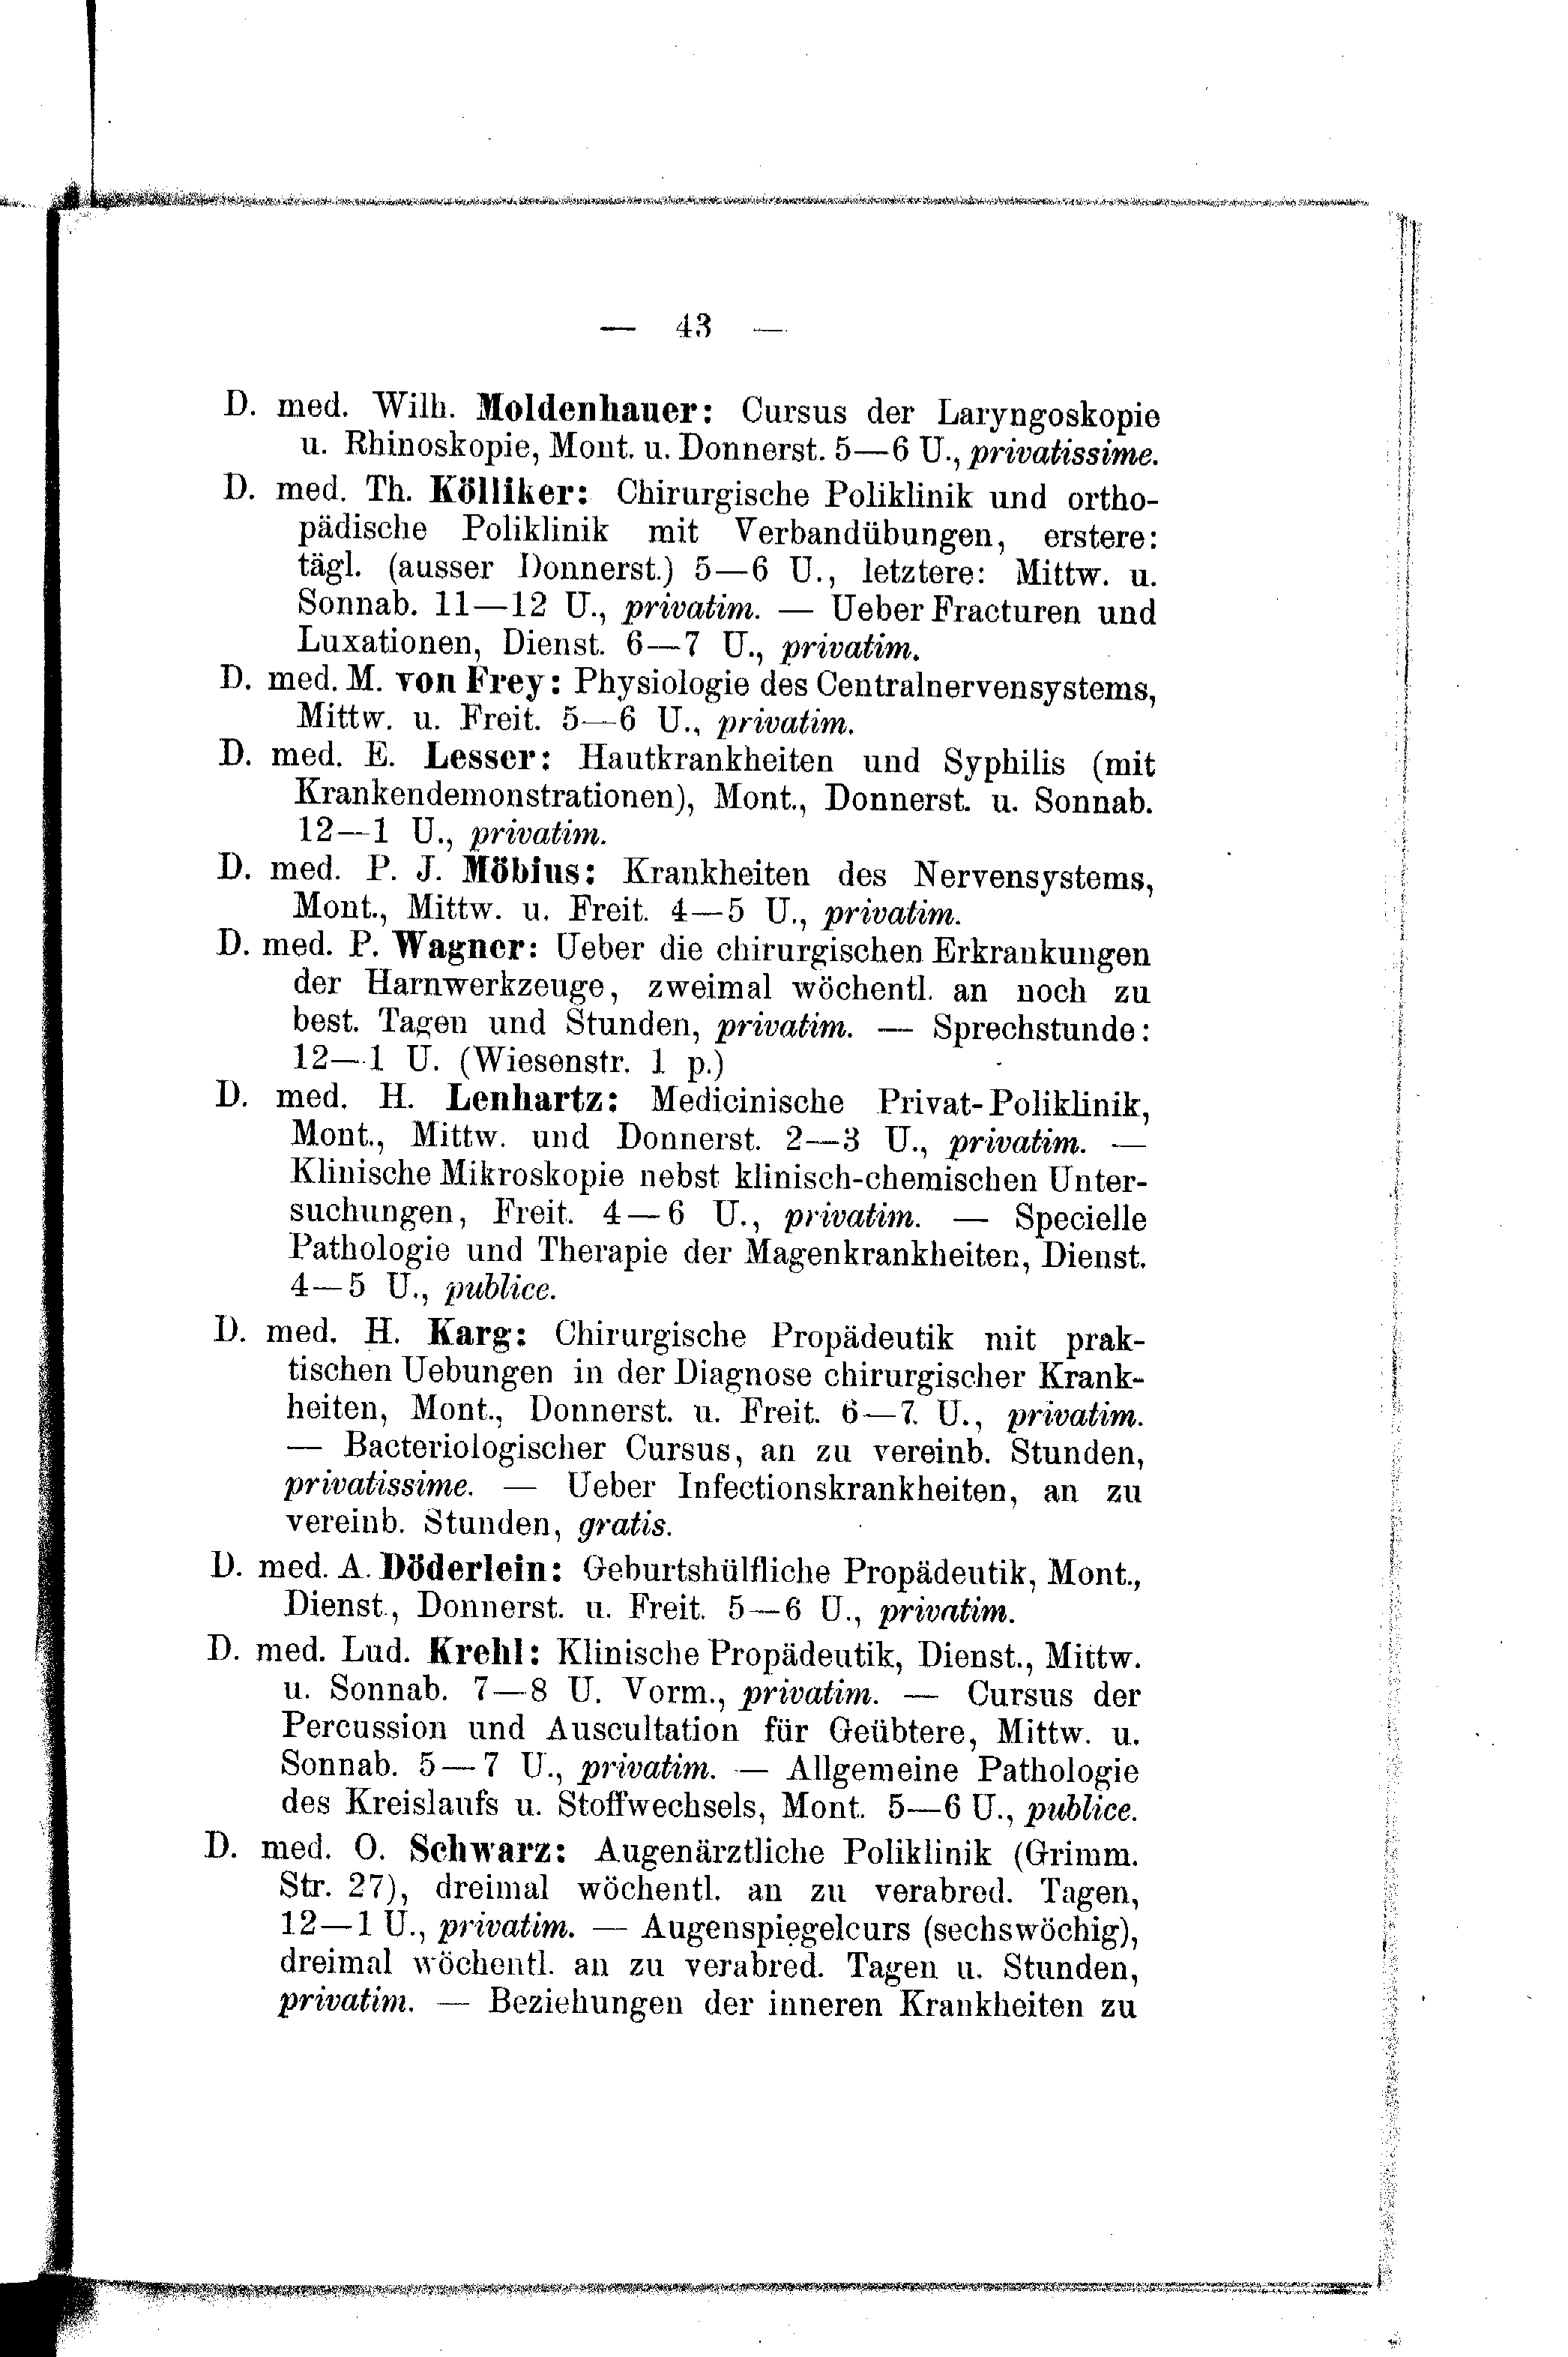 — 43 —
D. med. Wilh. Moldenhauer: Cursus der Laryngoskopie
u. Rhinoskopie, Mont. u. Donnerst. 5—6 U., privatissime.
D. med. Th. Kölliker: Chirurgische Poliklinik und ortho-
pädische Poliklinik mit Verbandübungen, erstere:
tägl. (ausser Donnerst.) 5—6 U., letztere: Mittw. u.
Sonnab. 11—12 U., privatim. — Ueber Fracturen und
Luxationen, Dienst. 6—7 U., privatim.
D. med. M. von Frey: Physiologie des Centralnervensystems,
Mittw. u. Freit. 5—6 U., privatim.
D. med. E. Lesser: Hautkrankheiten und Syphilis (mit
Krankendemonstrationen), Mont., Donnerst. u. Sonnab.
12—1 U., privatim.
D. med. P. J. Möbius: Krankheiten des Nervensystems,
Mont., Mittw. u. Freit. 4—5 U., privatim.
D. med. P. Wagner: Ueber die chirurgischen Erkrankungen
der Harnwerkzeuge, zweimal wöchentl. an noch zu
best. Tagen und Stunden, privatim. — Sprechstunde:
12—1 U. (Wiesenstr. 1 p.)
D. med. H. Lenhartz: Medicinische Privat-Poliklinik,
Mont., Mittw. und Donnerst. 2—3 U., privatim. —
Klinische Mikroskopie nebst klinisch-chemischen Unter-
suchungen, Freit. 4—6 U., privatim. — Specielle
Pathologie und Therapie der Magenkrankheiten, Dienst.
4—5 U., publice.
D. med. H. Karg: Chirurgische Propädeutik mit prak-
tischen Uebungen in der Diagnose chirurgischer Krank-
heiten, Mont., Donnerst. u. Freit. 6—7. U., privatim.
— Bacteriologischer Cursus, an zu vereinb. Stunden,
privatissime. — Ueber Infectionskrankheiten, an zu
vereinb. Stunden, gratis.
D. med. A. Döderlein: Geburtshülfliche Propädeutik, Mont.,
Dienst., Donnerst. u. Freit. 5—6 U., privatim.
D. med. Lud. Krehl: Klinische Propädeutik, Dienst., Mittw.
u. Sonnab. 7—8 U. Vorm., privatim. — Cursus der
Percussion und Auscultation für Geübtere, Mittw. u.
Sonnab. 5—7 U., privatim. — Allgemeine Pathologie
des Kreislaufs u. Stoffwechsels, Mont. 5—6 U., publice.
D. med. O. Schwarz: Augenärztliche Poliklinik (Grimm.
Str. 27), dreimal wöchentl. an zu verabred. Tagen,
12—1 U., privatim. — Augenspiegelcurs (sechswöchig),
dreimal wöchentl. an zu verabred. Tagen u. Stunden,
privatim. — Beziehungen der inneren Krankheiten zu